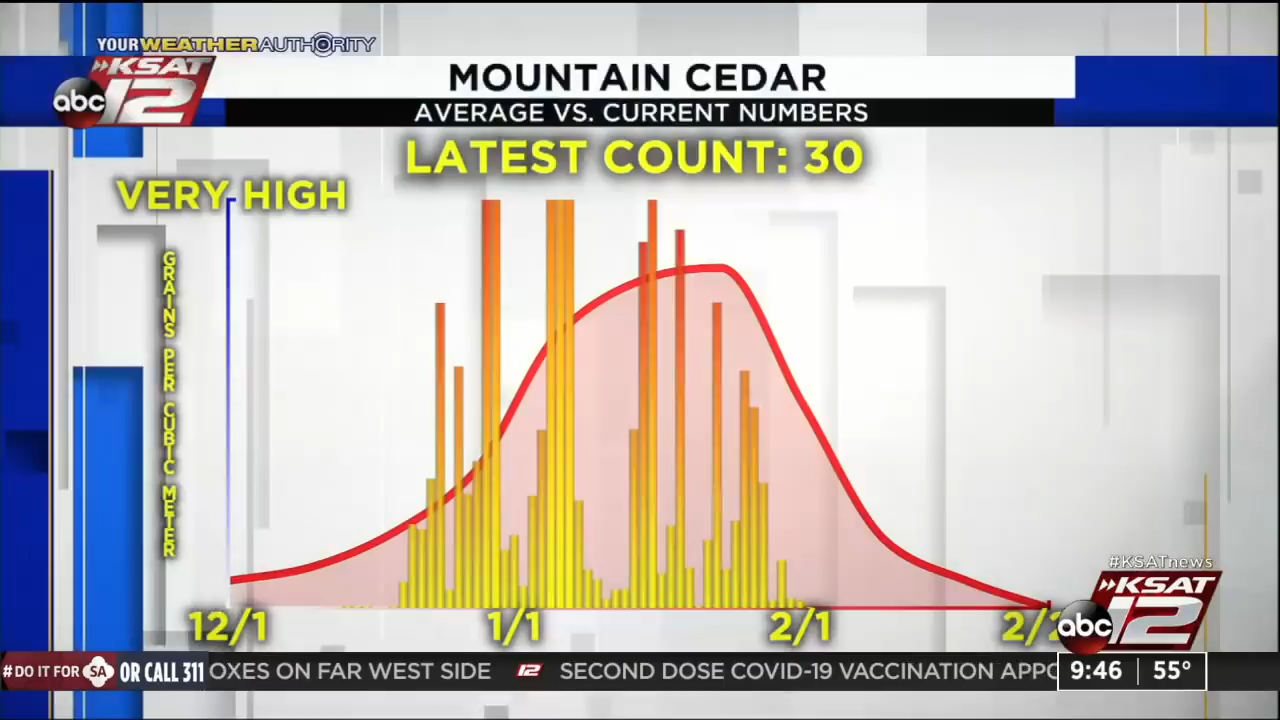 YOUR WEATHER AUTHORITY
KSAT
abc 12
MOUNTAIN CEDAR
AVERAGE VS. CURRENT NUMBERS
LATEST COUNT: 30
VERY HIGH
GRAINS PER CUBIC METER
12/1
1/1
2/1
#KSATnews
KSAT
abc 12
#DO IT FOR SA OR CALL 311
OXES ON FAR WEST SIDE 12 SECOND DOSE COVID-19 VACCINATION
9:46 55°